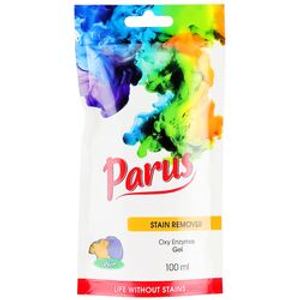 Parus
STAIN REMOVER
Oxy Enzymes
Gel
100 ml
LIFE WITHOUT STAINS